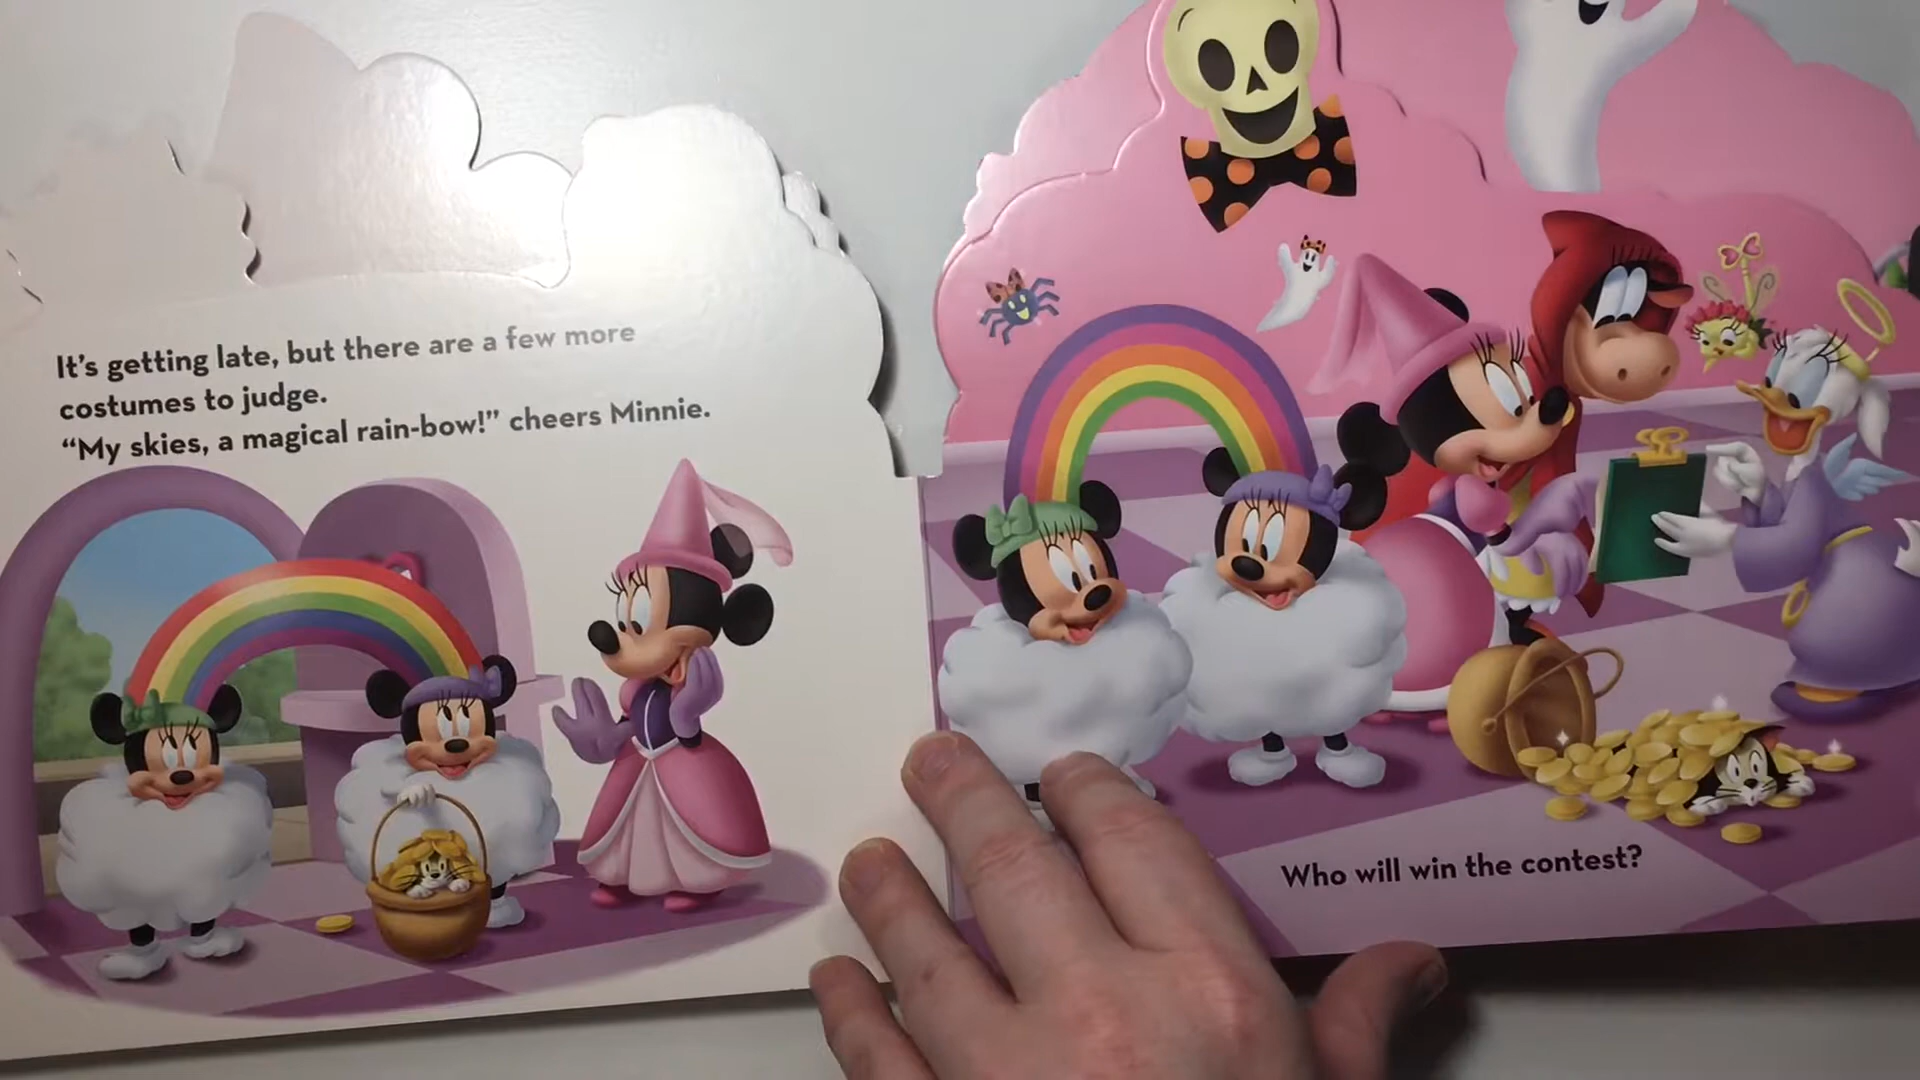 It's getting late, but there are a few more
costumes to judge.
“My skies, a magical rain-bow!” cheers Minnie.
Who will win the contest?